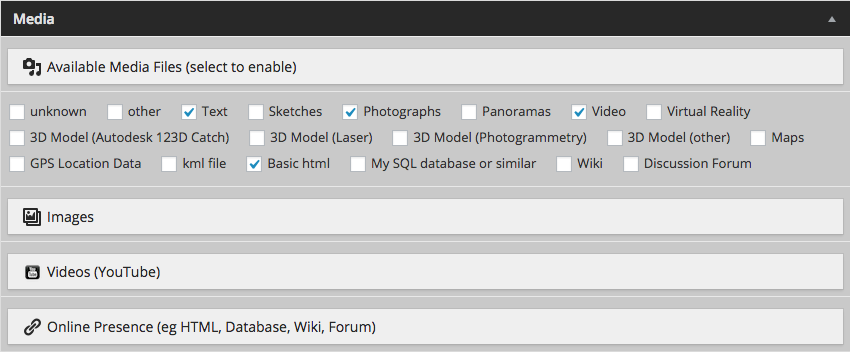 Media
Available Media Files (select to enable)
unknown other Text Sketches Photographs Panoramas Video Virtual Reality
3D Model (Autodesk 123D Catch) 3D Model (Laser) 3D Model (Photogrammetry) 3D Model (other) Maps
GPS Location Data kml file Basic html My SQL database or similar Wiki Discussion Forum
Images
Videos (YouTube)
Online Presence (eg HTML, Database, Wiki, Forum)